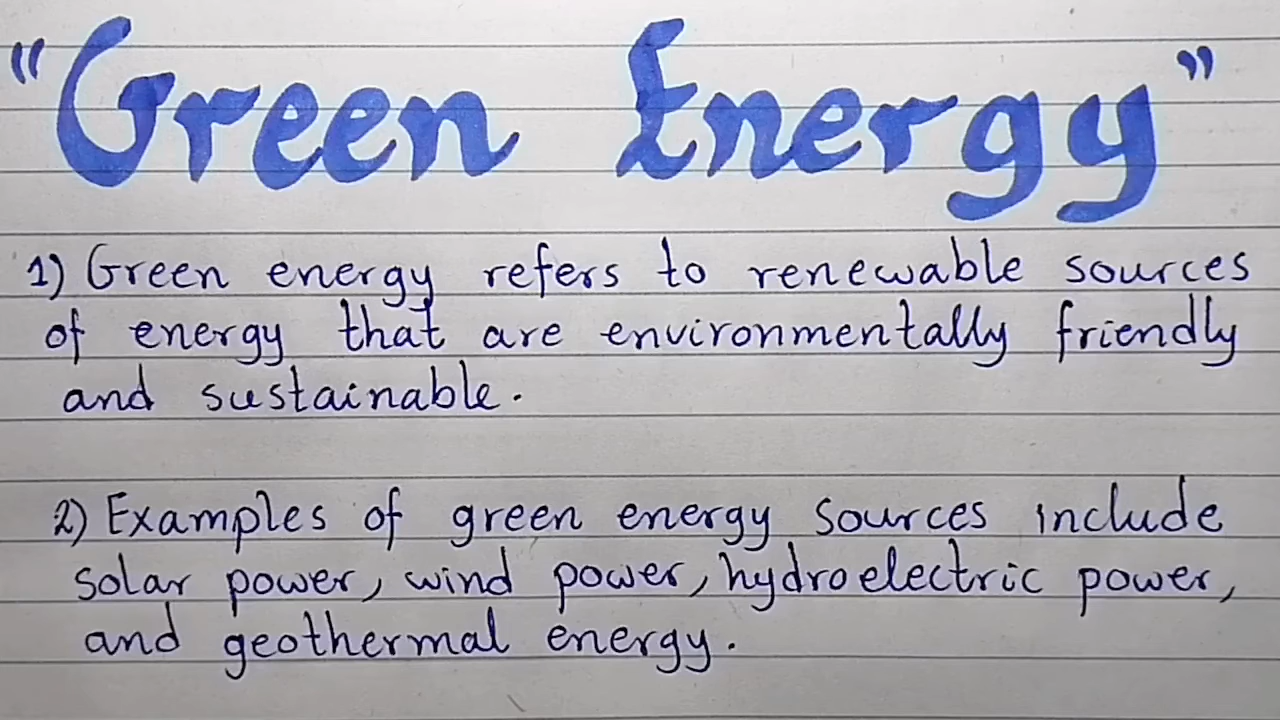 "Green Energy"
1) Green energy refers to renewable sources
of energy that are environmentally friendly
and sustainable.
2) Examples of green energy sources include
solar power, wind power, hydroelectric power,
and geothermal energy.